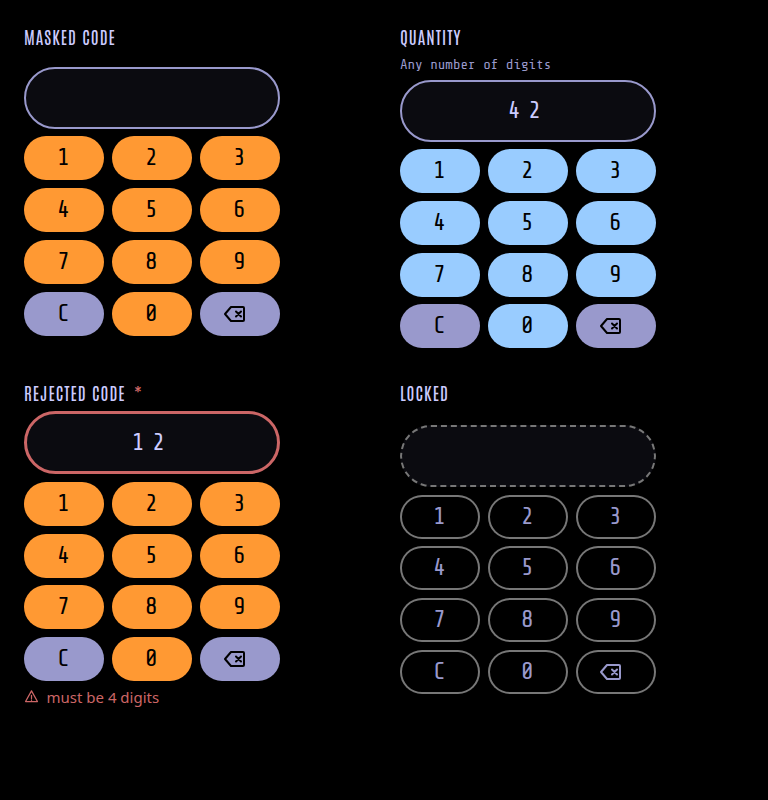 MASKED CODE
1 2 3
4 5 6
7 8 9
C 0
QUANTITY
Any number of digits
4 2
1 2 3
4 5 6
7 8 9
C 0
REJECTED CODE *
1 2
1 2 3
4 5 6
7 8 9
C 0
must be 4 digits
LOCKED
1 2 3
4 5 6
7 8 9
C 0